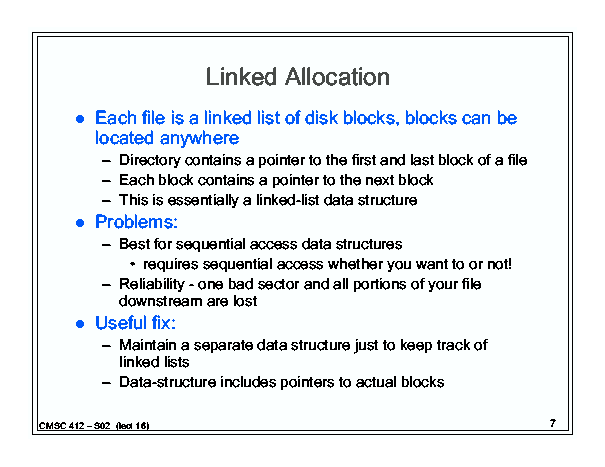 Linked Allocation
● Each file is a linked list of disk blocks, blocks can be
located anywhere
– Directory contains a pointer to the first and last block of a file
– Each block contains a pointer to the next block
– This is essentially a linked-list data structure
● Problems:
– Best for sequential access data structures
• requires sequential access whether you want to or not!
– Reliability - one bad sector and all portions of your file
downstream are lost
● Useful fix:
– Maintain a separate data structure just to keep track of
linked lists
– Data-structure includes pointers to actual blocks
CMSC 412 – S02 (lect 16)
7